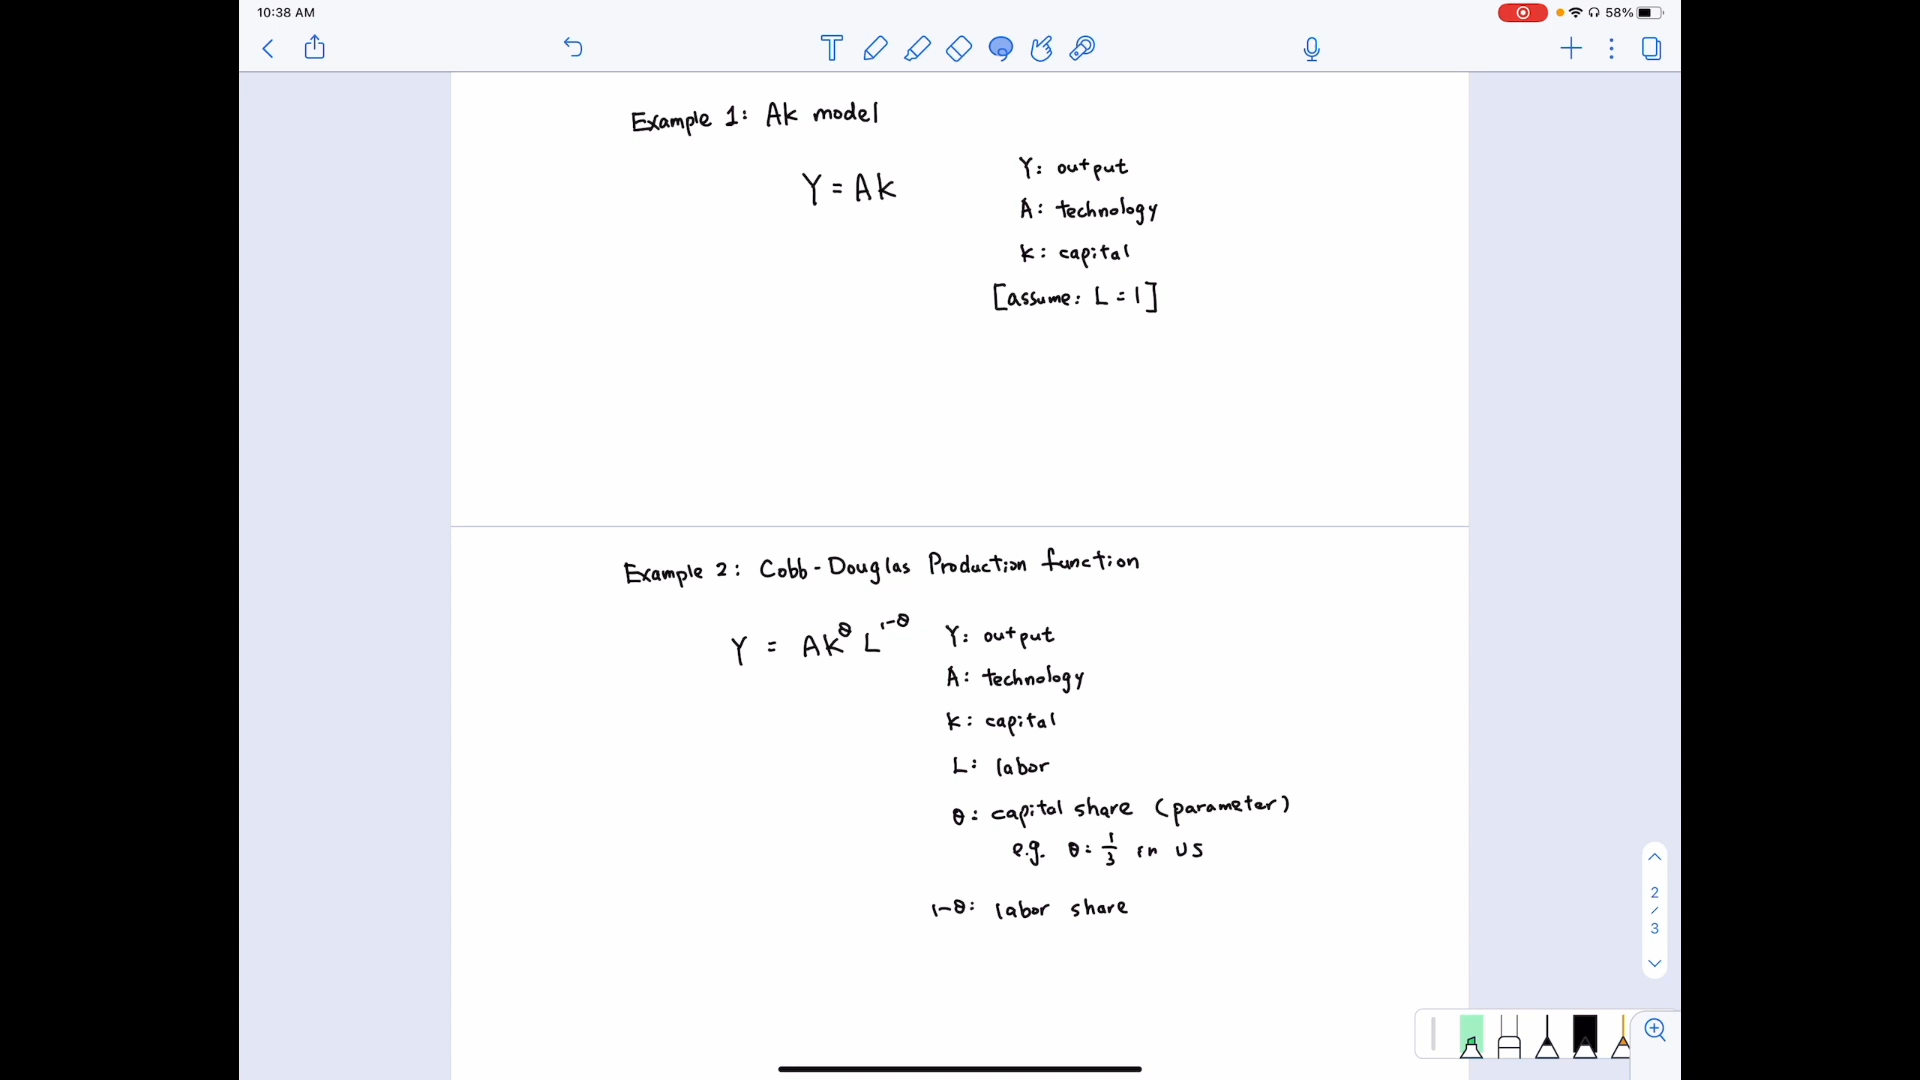 10:38 AM
58%
Example 1: Ak model
Y = Ak
Y: output
A: technology
k: capital
[assume: L = 1]
Example 2: Cobb-Douglas Production function
Y = Ak^θ L^1-θ
Y: output
A: technology
k: capital
L: labor
θ: capital share (parameter)
e.g. θ = 1/3 in US
1-θ: labor share
2
/
3